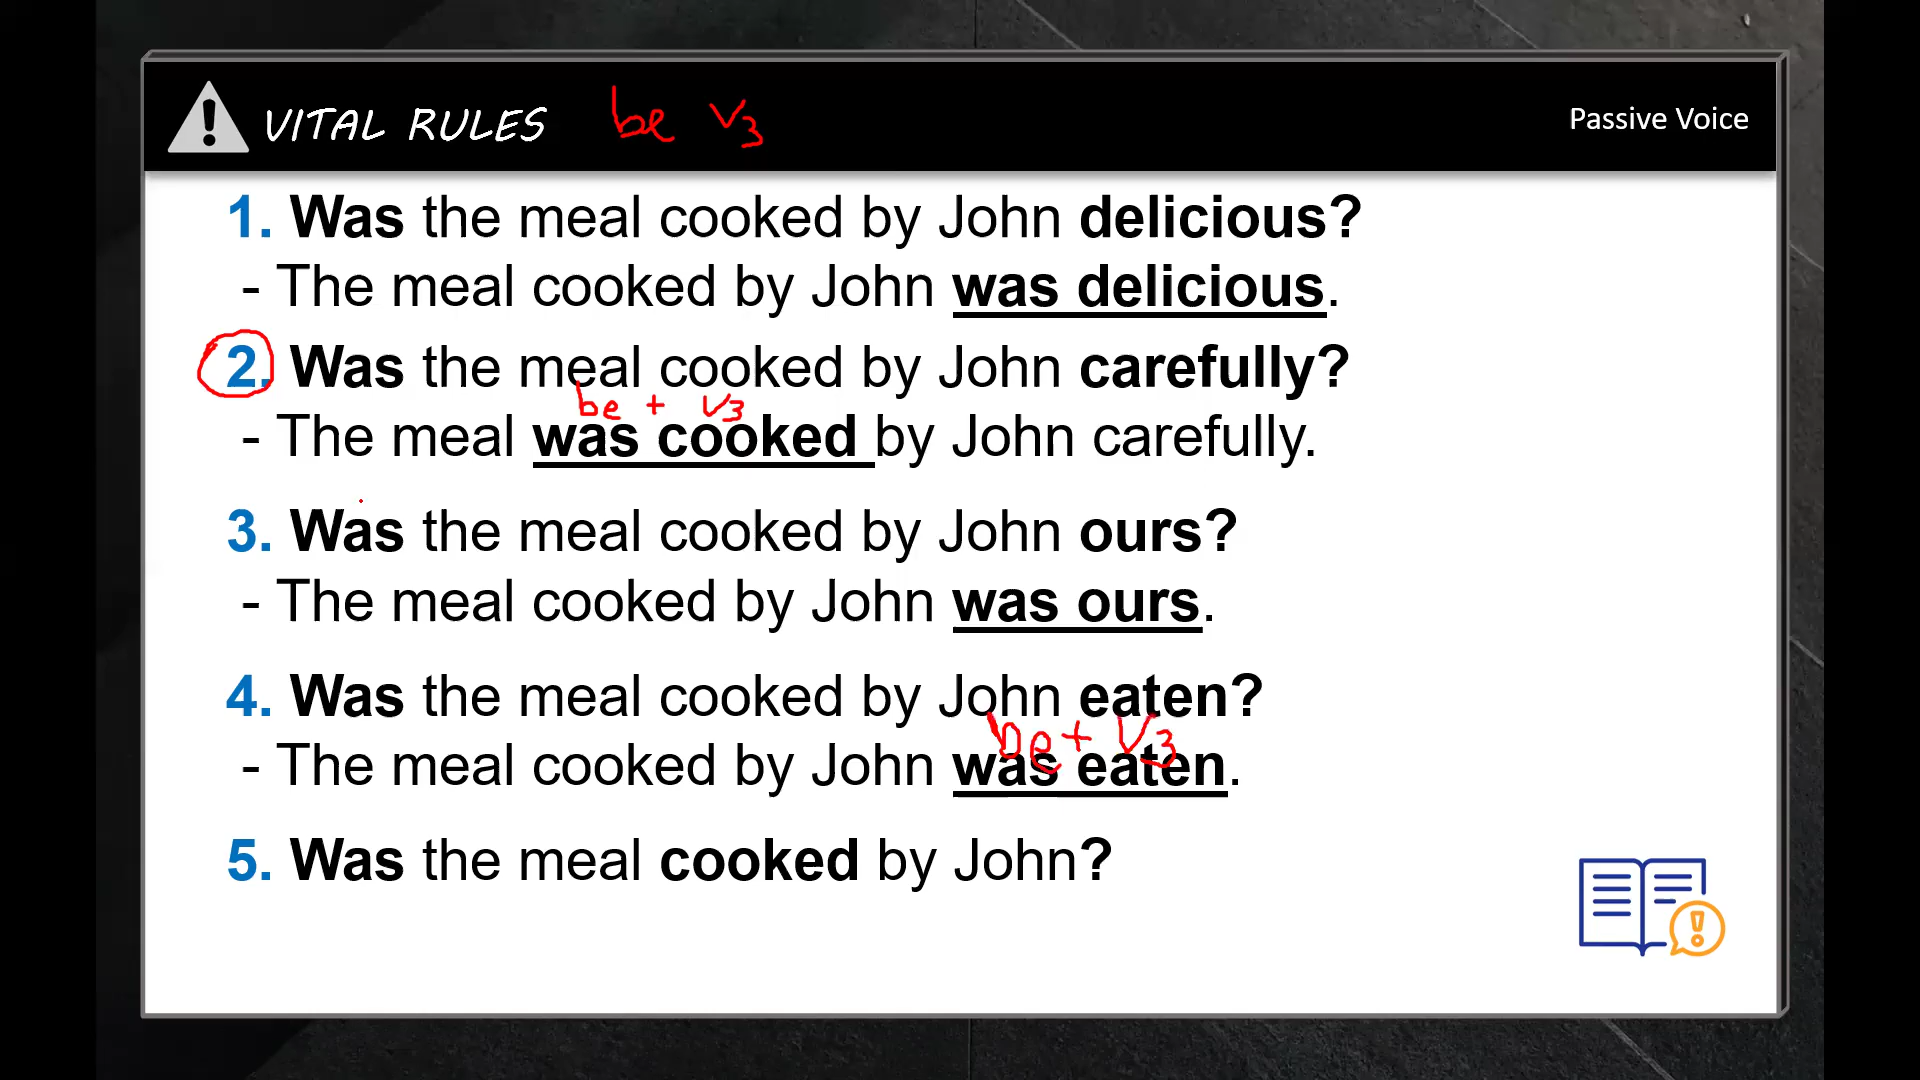 VITAL RULES be v3 Passive Voice
1. Was the meal cooked by John delicious?
- The meal cooked by John was delicious.
2. Was the meal cooked by John carefully?
be + v3
- The meal was cooked by John carefully.
3. Was the meal cooked by John ours?
- The meal cooked by John was ours.
4. Was the meal cooked by John eaten?
be + v3
- The meal cooked by John was eaten.
5. Was the meal cooked by John?